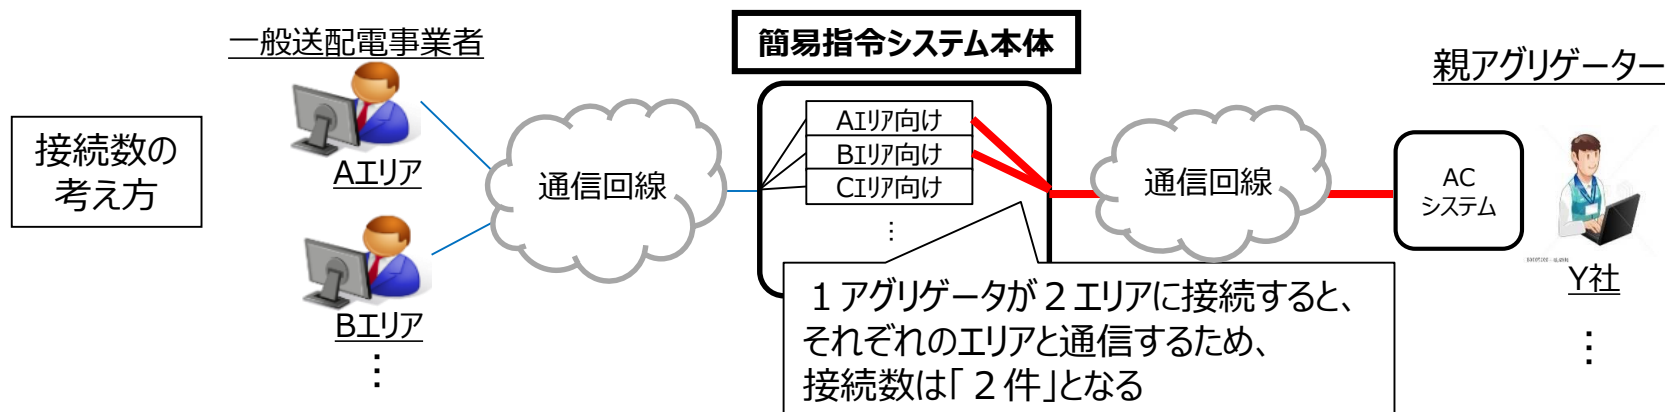 一般送配電事業者
簡易指令システム本体
親アグリゲーター
接続数の
考え方
Aエリア
Bエリア
⋮
通信回線
Aエリア向け
Bエリア向け
Cエリア向け
⋮
通信回線
AC
システム
Y社
⋮
1アグリゲータが2エリアに接続すると、
それぞれのエリアと通信するため、
接続数は「2件」となる